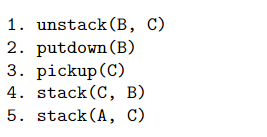 1. unstack(B, C)
2. putdown(B)
3. pickup(C)
4. stack(C, B)
5. stack(A, C)